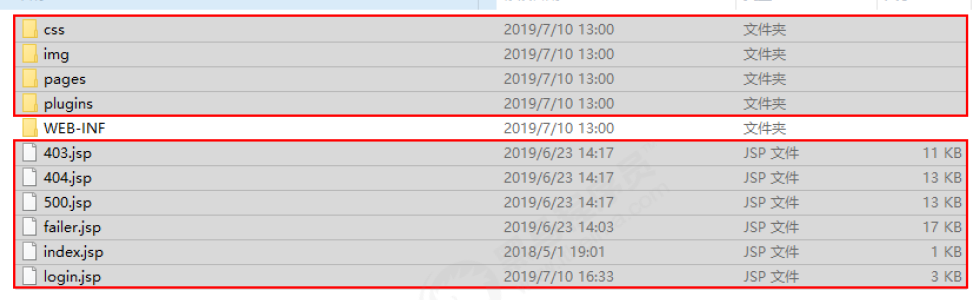 css 2019/7/10 13:00 文件夹
img 2019/7/10 13:00 文件夹
pages 2019/7/10 13:00 文件夹
plugins 2019/7/10 13:00 文件夹
WEB-INF 2019/7/10 13:00 文件夹
403.jsp 2019/6/23 14:17 JSP 文件 11 KB
404.jsp 2019/6/23 14:17 JSP 文件 13 KB
500.jsp 2019/6/23 14:17 JSP 文件 13 KB
failer.jsp 2019/6/23 14:03 JSP 文件 17 KB
index.jsp 2018/5/1 19:01 JSP 文件 1 KB
login.jsp 2019/7/10 16:33 JSP 文件 3 KB